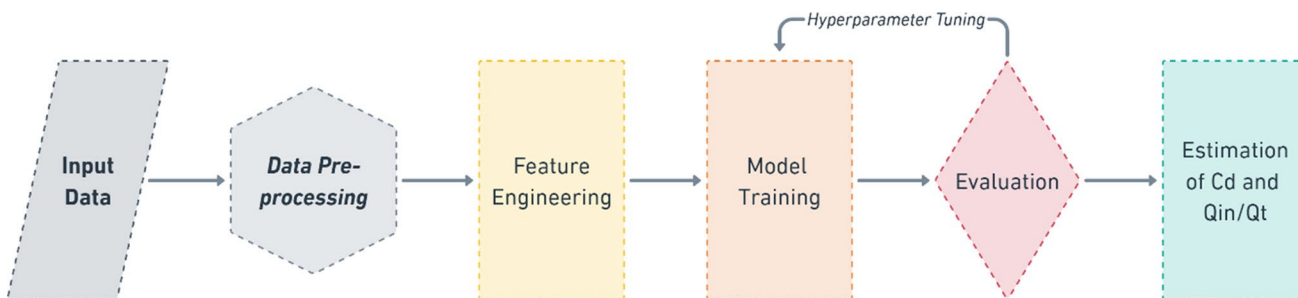 Hyperparameter Tuning
Input
Data
Data Pre-
processing
Feature
Engineering
Model
Training
Evaluation
Estimation
of Cd and
Qin/Qt